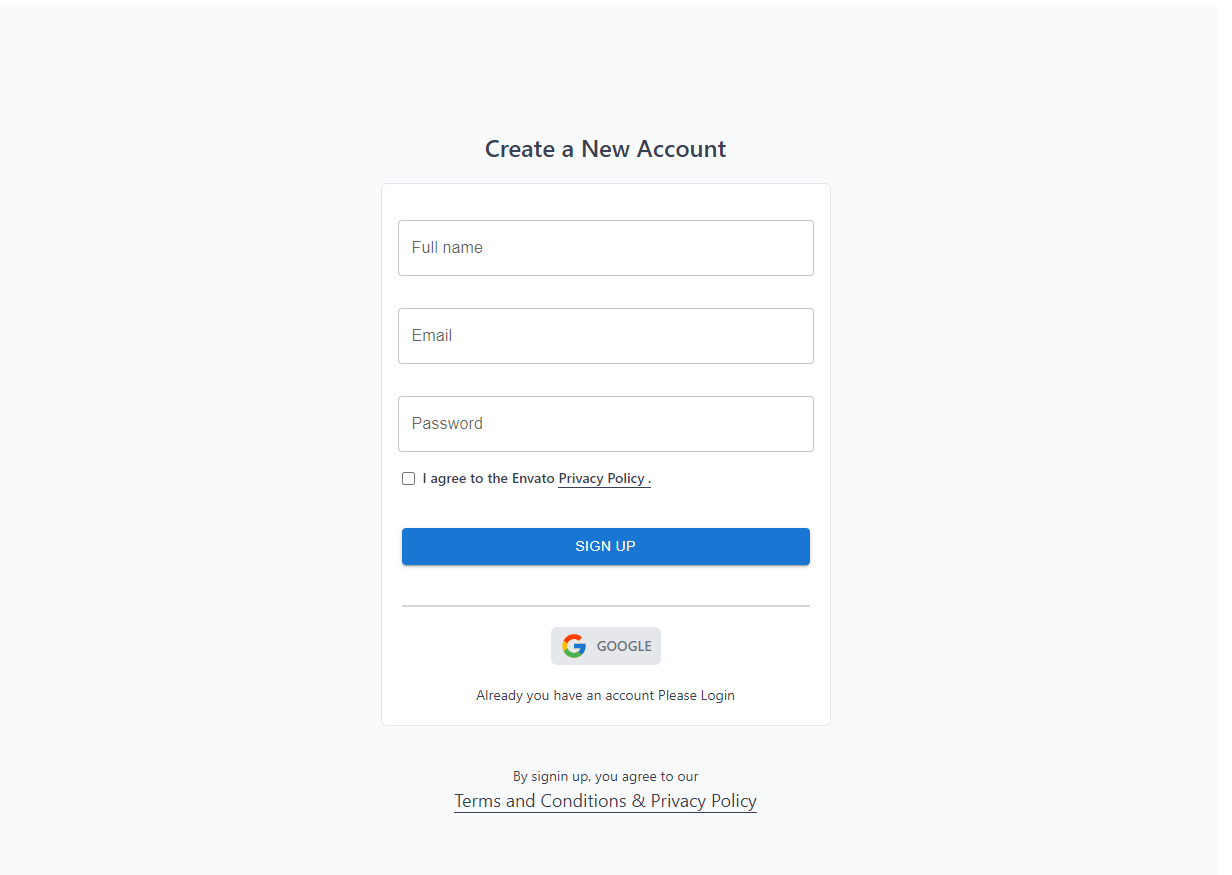 Create a New Account
Full name
Email
Password
I agree to the Envato Privacy Policy .
SIGN UP
GOOGLE
Already you have an account Please Login
By signin up, you agree to our
Terms and Conditions & Privacy Policy